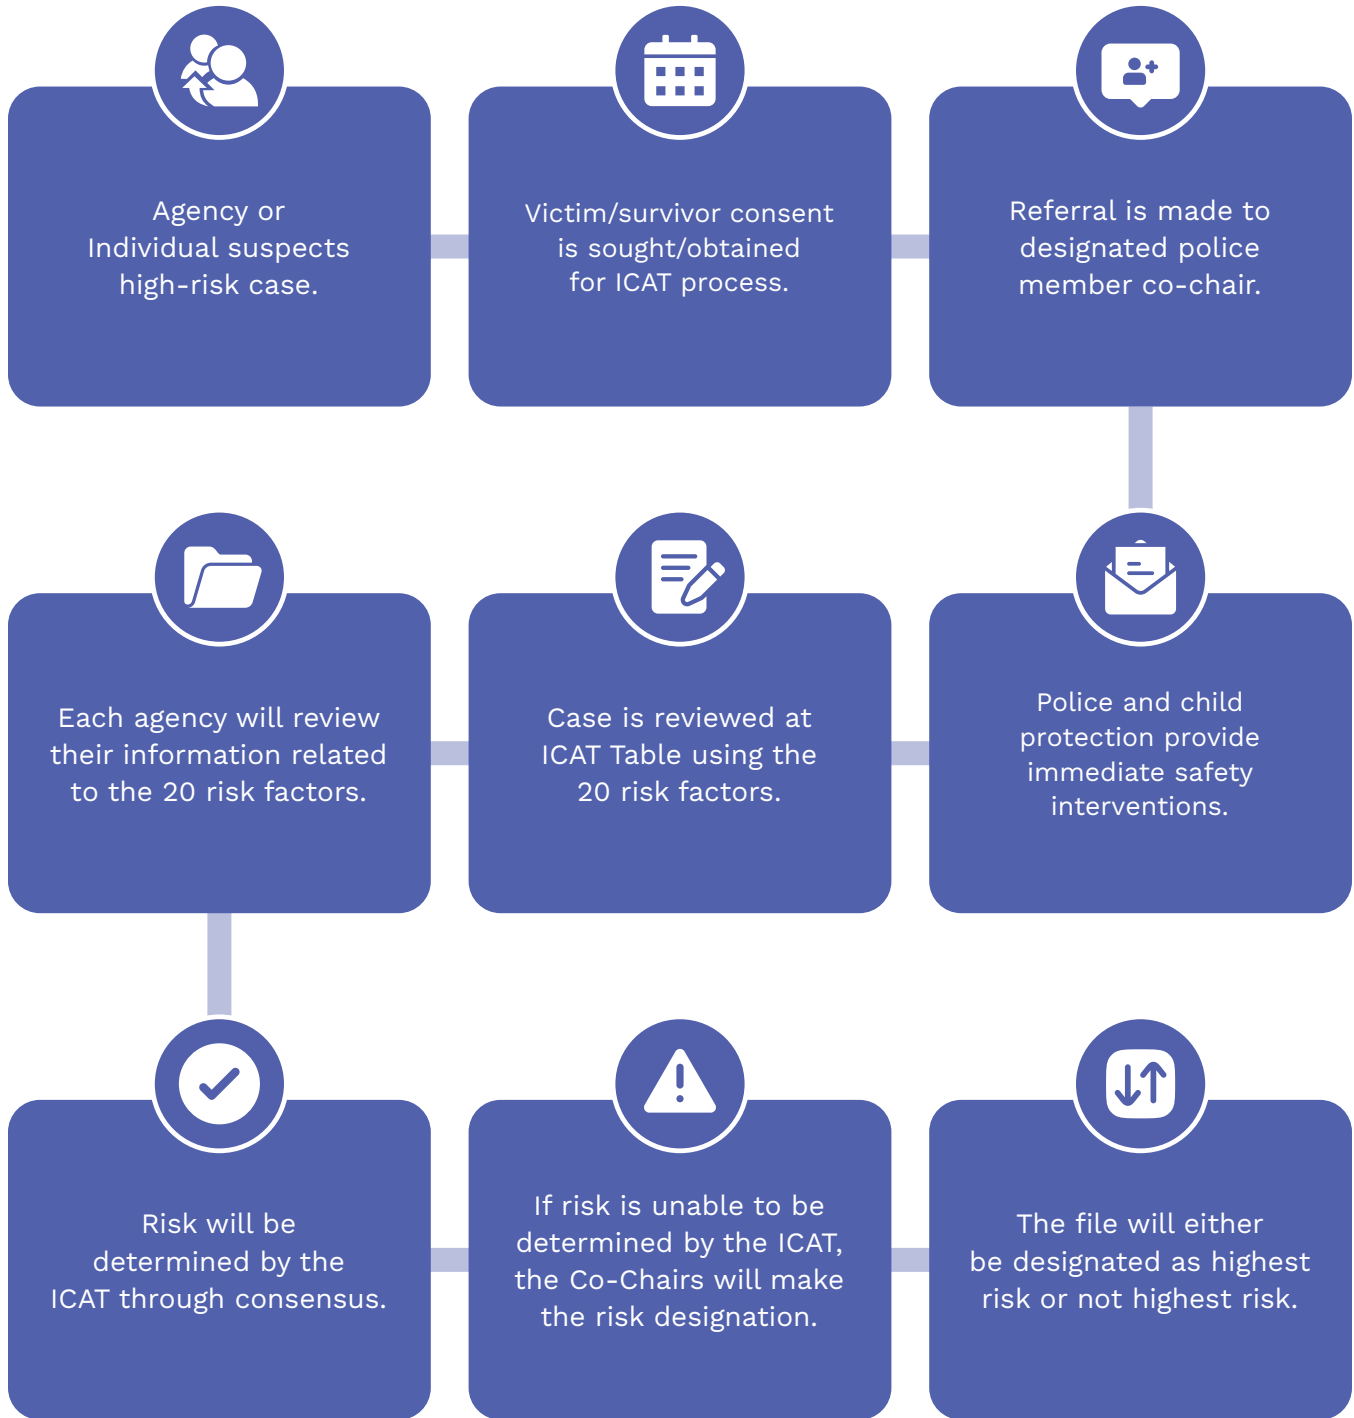 Agency or
Individual suspects
high-risk case.
Victim/survivor consent
is sought/obtained
for ICAT process.
Referral is made to
designated police
member co-chair.
Police and child
protection provide
immediate safety
interventions.
Case is reviewed at
ICAT Table using the
20 risk factors.
Each agency will review
their information related
to the 20 risk factors.
Risk will be
determined by the
ICAT through consensus.
If risk is unable to be
determined by the ICAT,
the Co-Chairs will make
the risk designation.
The file will either
be designated as highest
risk or not highest risk.